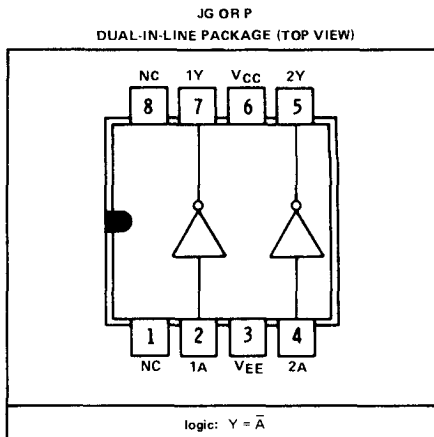 JG OR P
DUAL-IN-LINE PACKAGE (TOP VIEW)
NC 1Y VCC 2Y
8 7 6 5
1 2 3 4
NC 1A VEE 2A
logic: Y = A̅